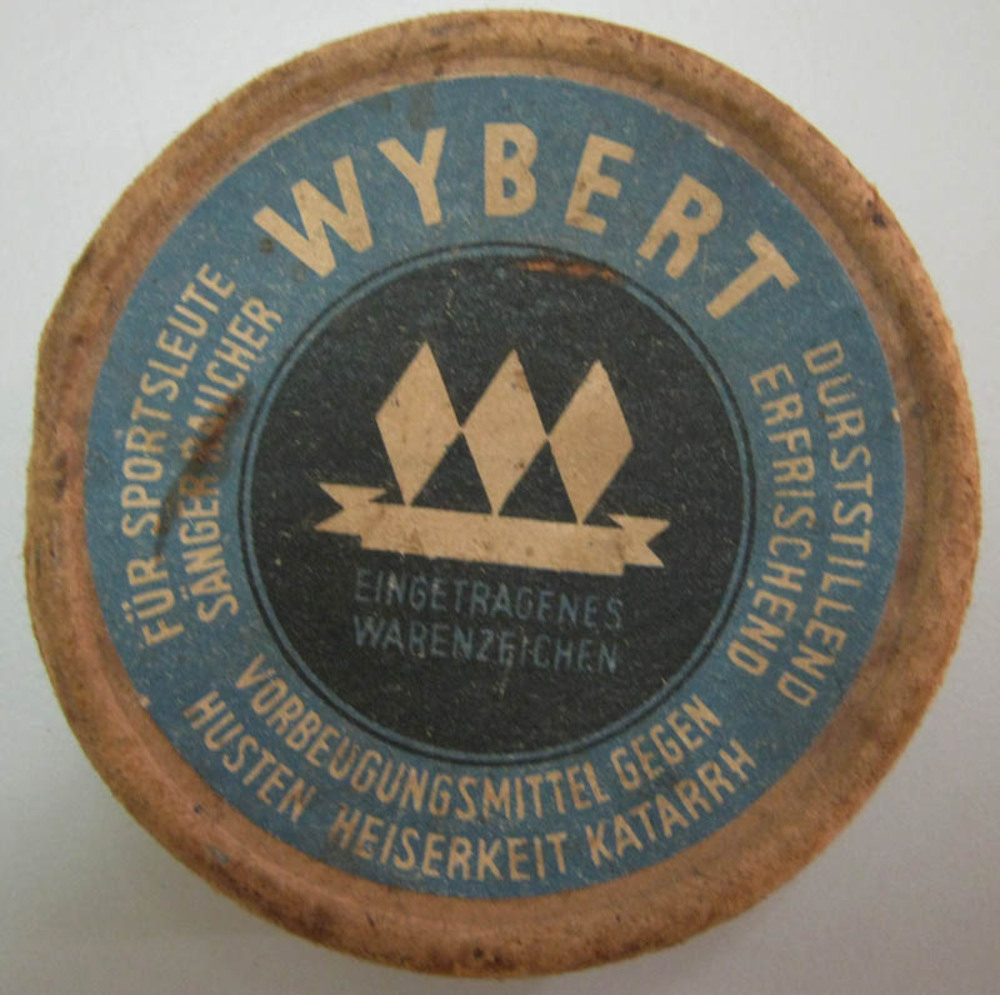 WYBERT
FÜR SPORTSLEUTE
SÄNGER RAUCHER
DURSTSTILLEND
ERFRISCHEND
EINGETRAGENES
WARENZEICHEN
VORBEUGUNGSMITTEL GEGEN
HUSTEN HEISERKEIT KATARRH